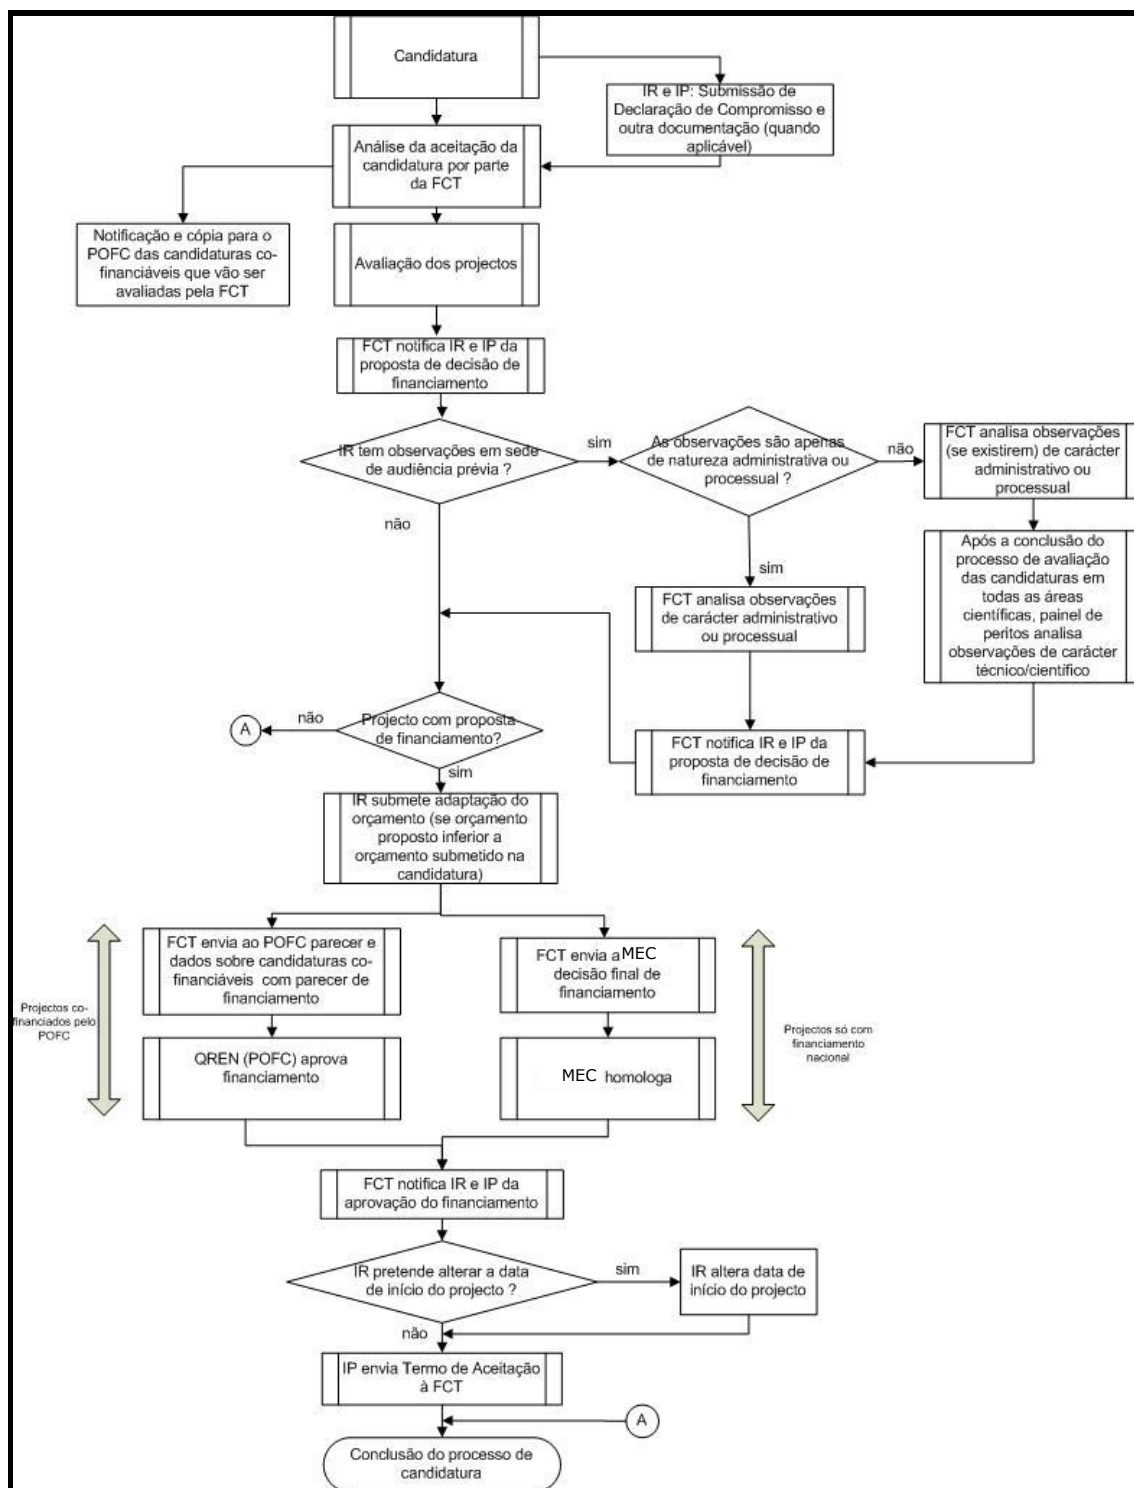 Candidatura
IR e IP: Submissão de
Declaração de Compromisso e
outra documentação (quando
aplicável)
Análise da aceitação da
candidatura por parte
da FCT
Notificação e cópia para o
POFC das candidaturas co-
financiáveis que vão ser
avaliadas pela FCT
Avaliação dos projectos
FCT notifica IR e IP da
proposta de decisão de
financiamento
IR tem observações em sede
de audiência prévia ?
sim
As observações são apenas
de natureza administrativa ou
processual ?
não
FCT analisa observações
(se existirem) de carácter
administrativo ou
processual
não
sim
Após a conclusão do
processo de avaliação
das candidaturas em
todas as áreas
científicas, painel de
peritos analisa
observações de carácter
técnico/científico
FCT analisa observações
de carácter administrativo
ou processual
A
não
Projecto com proposta
de financiamento?
FCT notifica IR e IP da
proposta de decisão de
financiamento
sim
IR submete adaptação do
orçamento (se orçamento
proposto inferior a
orçamento submetido na
candidatura)
Projectos co-
financiados pelo
POFC
FCT envia ao POFC parecer e
dados sobre candidaturas co-
financiáveis com parecer de
financiamento
FCT envia a MEC
decisão final de
financiamento
Projectos só com
financiamento
nacional
QREN (POFC) aprova
financiamento
MEC homologa
FCT notifica IR e IP da
aprovação do financiamento
IR pretende alterar a data
de início do projecto ?
sim
IR altera data de
início do projecto
não
IP envia Termo de Aceitação
à FCT
A
Conclusão do processo de
candidatura